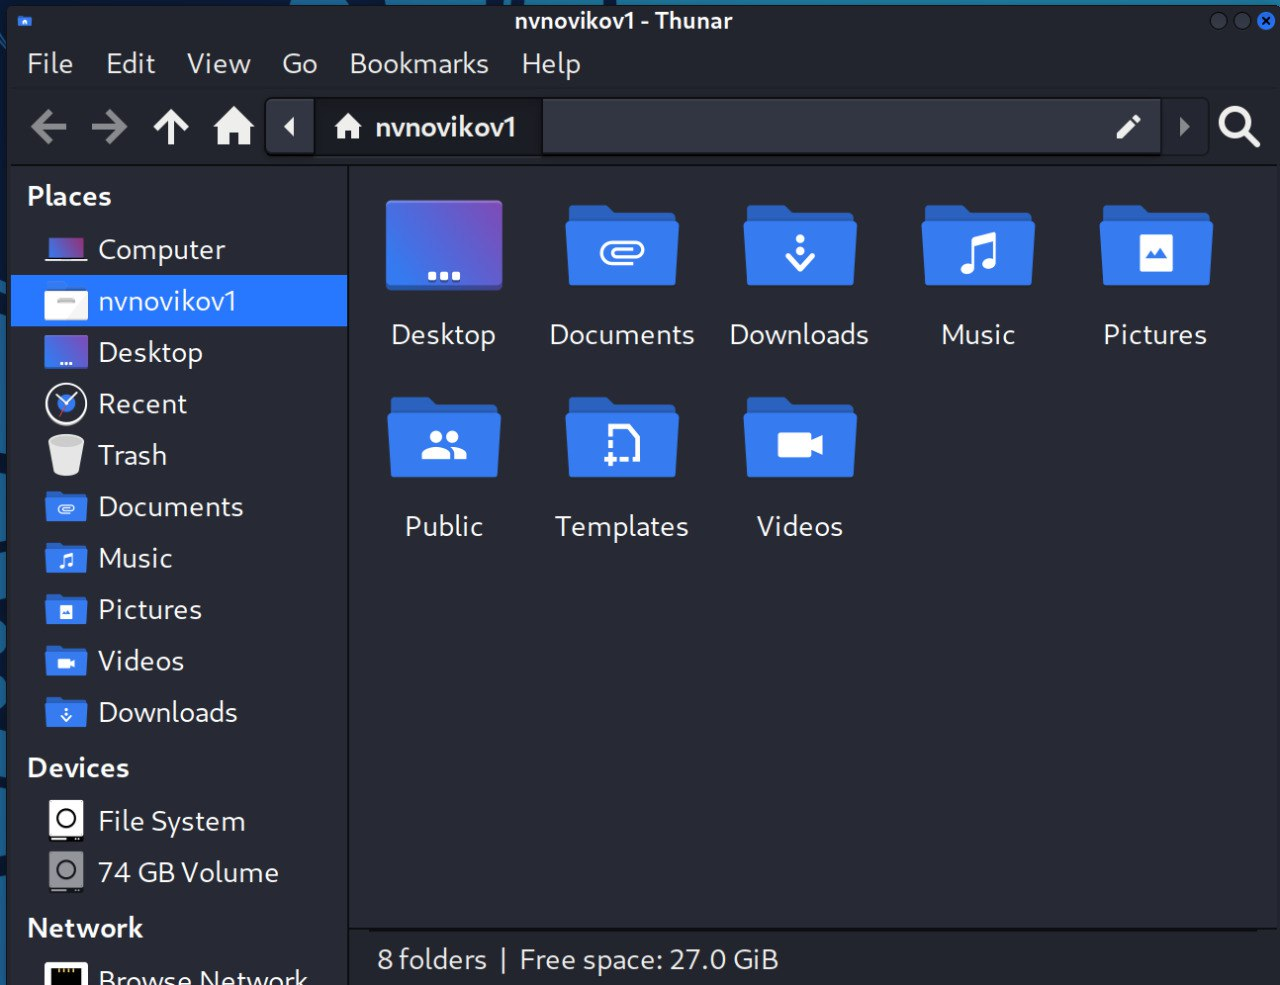 nvnovikov1 - Thunar
File Edit View Go Bookmarks Help
nvnovikov1
Places
Computer
nvnovikov1
Desktop
Recent
Trash
Documents
Music
Pictures
Videos
Downloads
Devices
File System
74 GB Volume
Network
Browse Network
Desktop Documents Downloads Music Pictures
Public Templates Videos
8 folders | Free space: 27.0 GiB